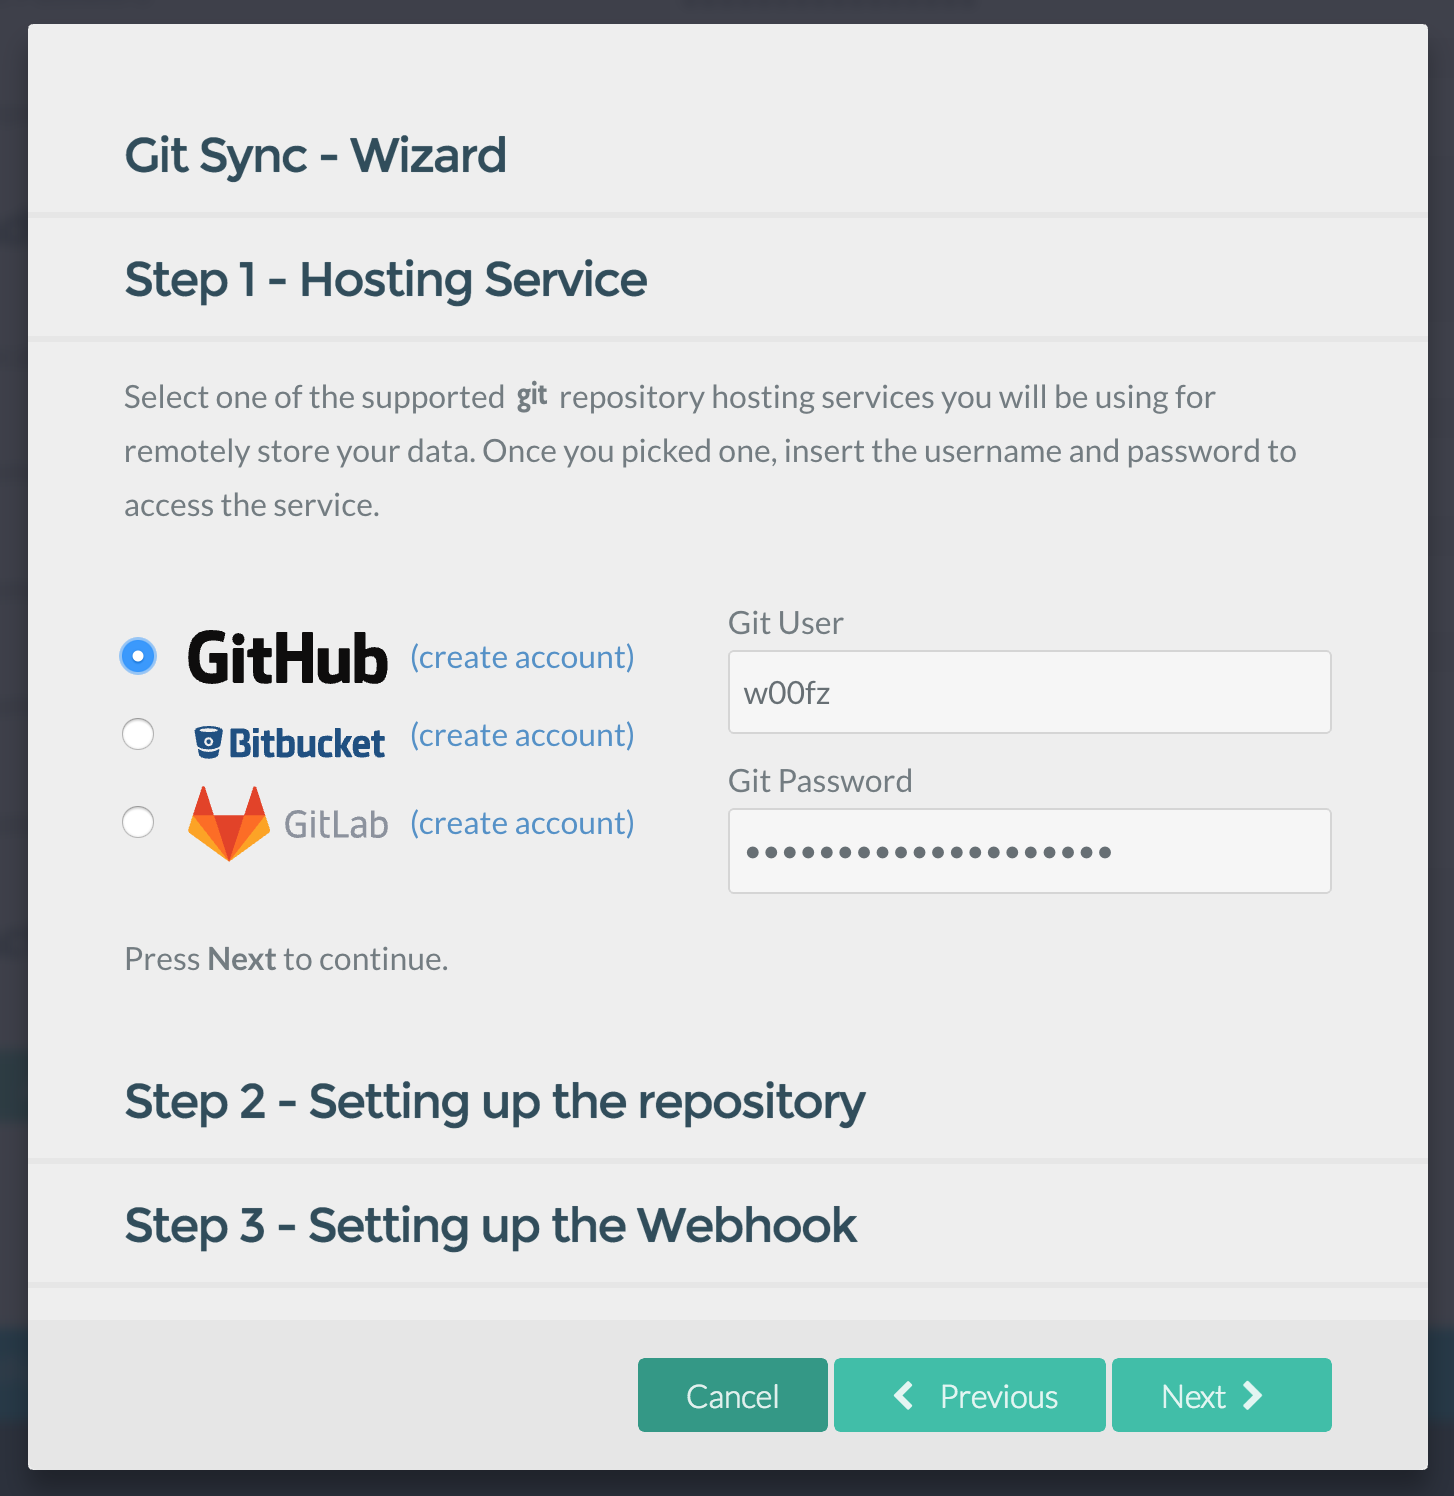 Git Sync - Wizard
Step 1 - Hosting Service
Select one of the supported git repository hosting services you will be using for
remotely store your data. Once you picked one, insert the username and password to
access the service.
GitHub (create account)
Bitbucket (create account)
GitLab (create account)
Git User
w00fz
Git Password
••••••••••••••••••••
Press Next to continue.
Step 2 - Setting up the repository
Step 3 - Setting up the Webhook
Cancel
Previous
Next